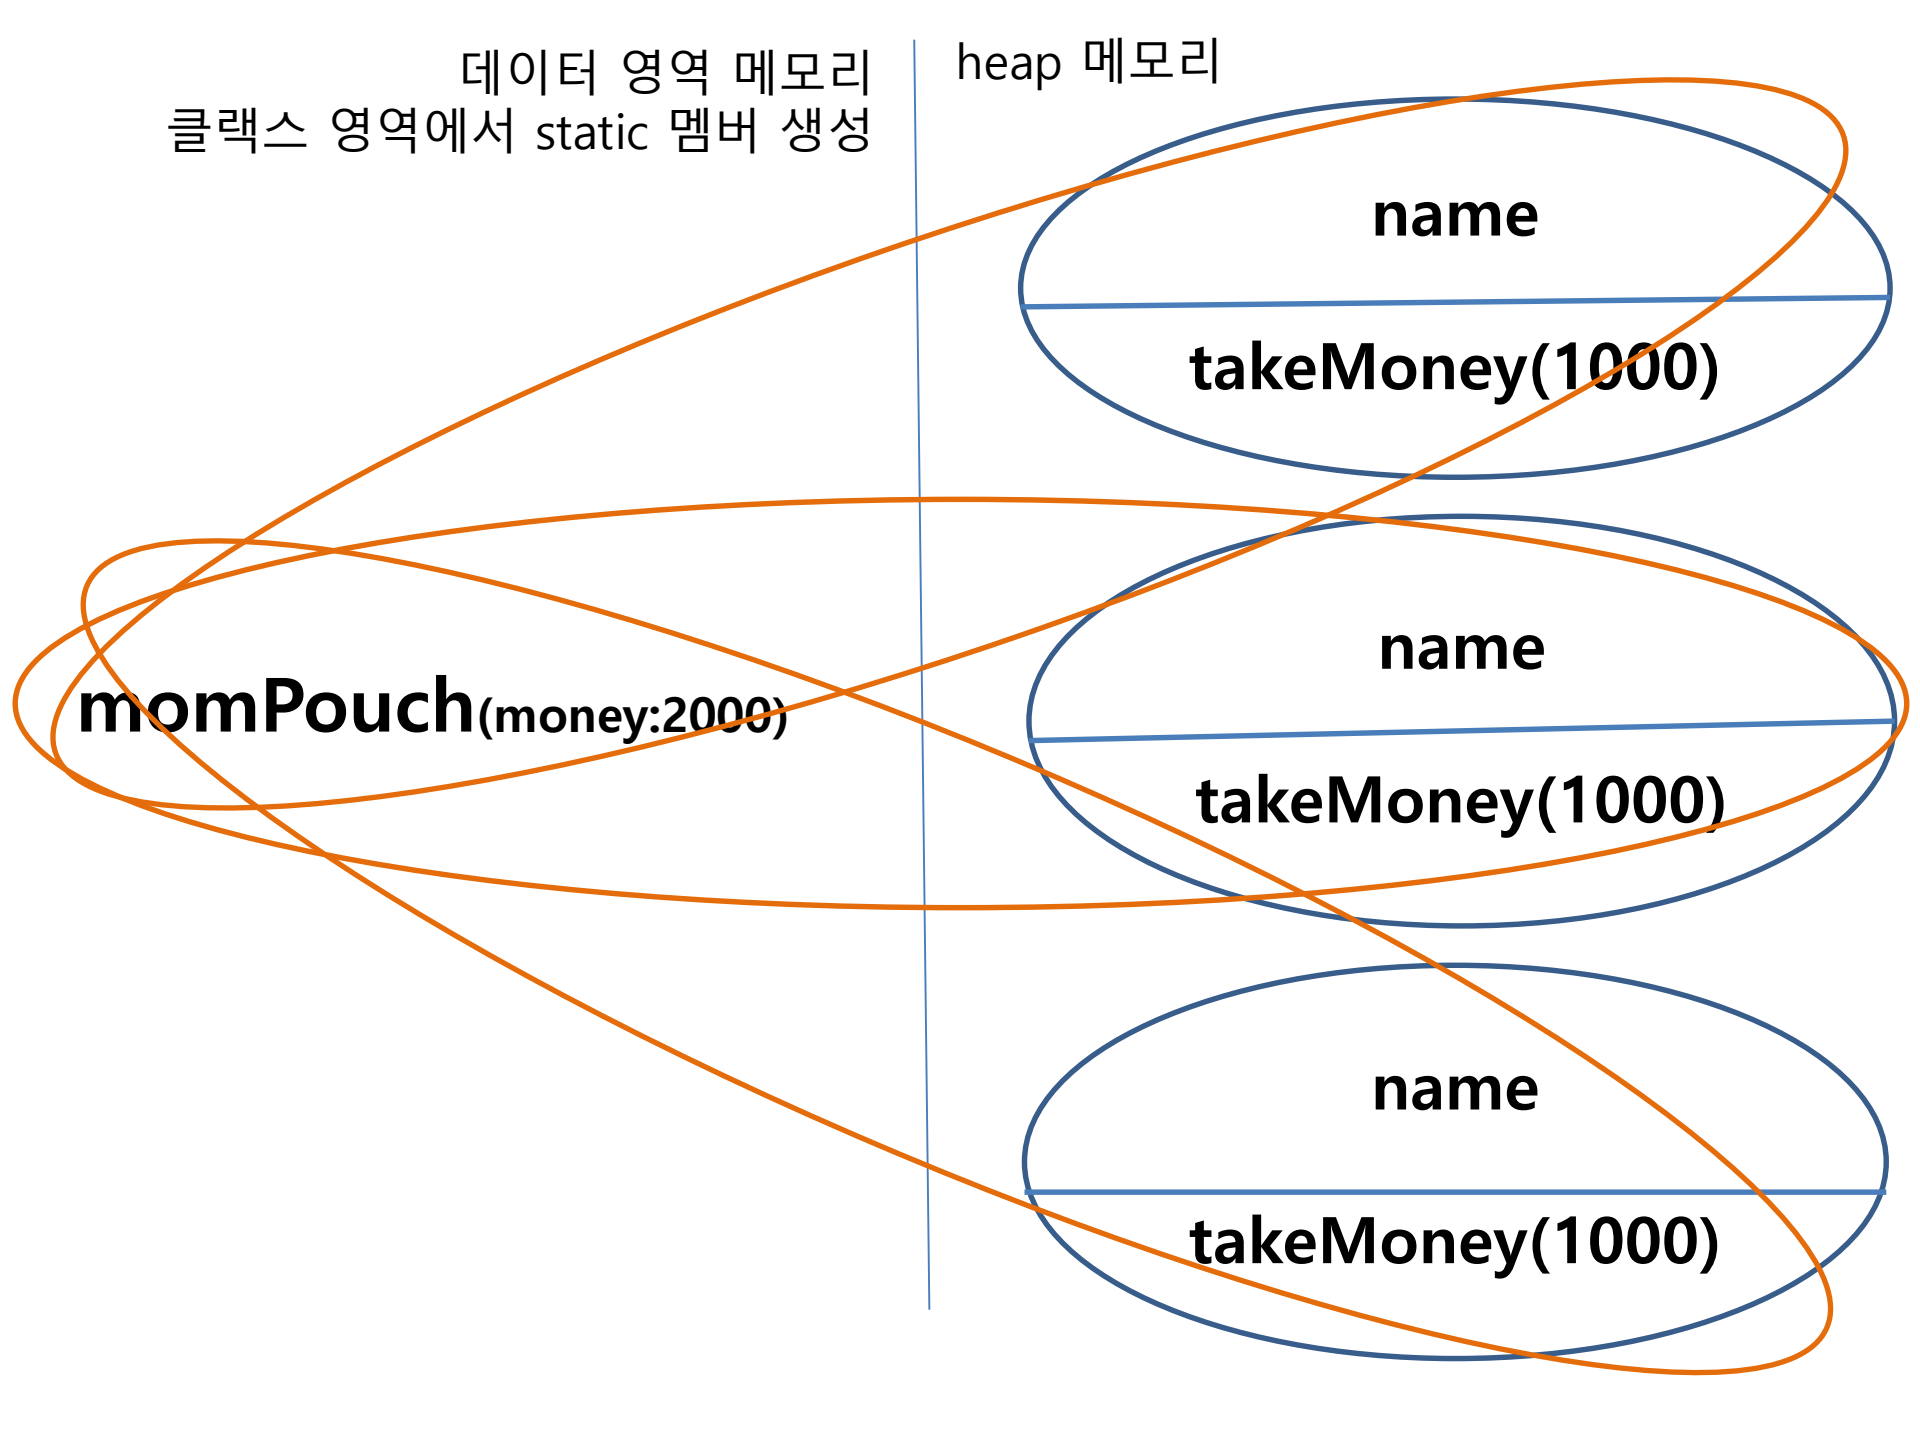 데이터 영역 메모리
클랙스 영역에서 static 멤버 생성
heap 메모리
name
takeMoney(1000)
momPouch(money:2000)
name
takeMoney(1000)
name
takeMoney(1000)